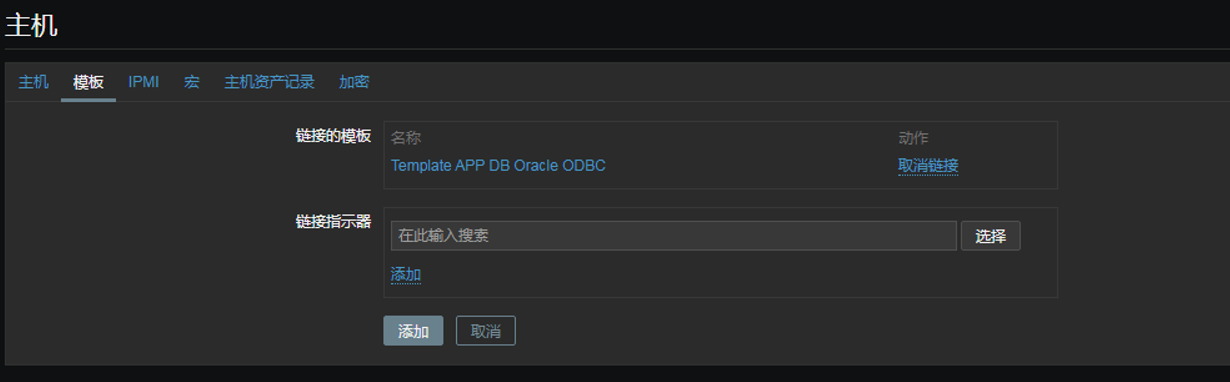 主机
主机 模板 IPMI 宏 主机资产记录 加密
链接的模板 名称 动作
Template APP DB Oracle ODBC 取消链接
链接指示器 在此输入搜索 选择
添加
添加 取消